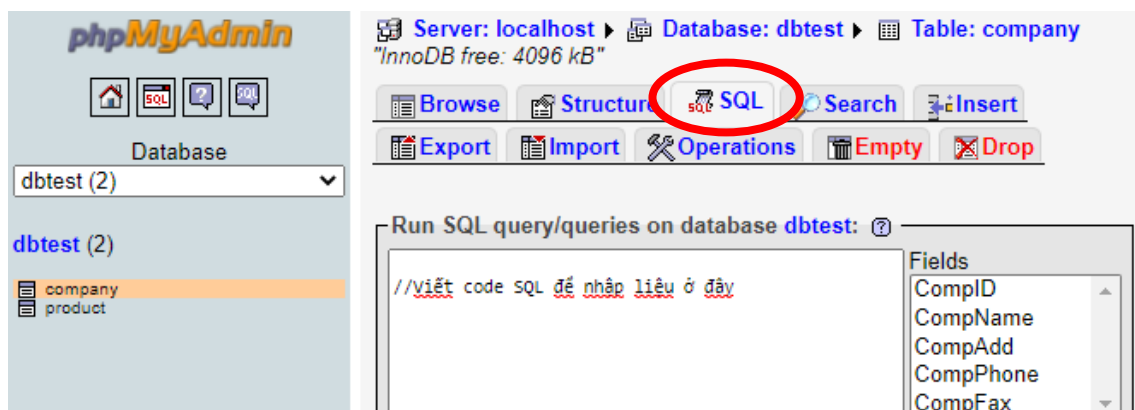 phpMyAdmin
SQL
SQL
Database
dbtest (2)
dbtest (2)
company
product
Server: localhost Database: dbtest Table: company
"InnoDB free: 4096 kB"
Browse Structure SQL Search Insert
Export Import Operations Empty Drop
Run SQL query/queries on database dbtest:
//Viết code SQL để nhập liệu ở đây
Fields
CompID
CompName
CompAdd
CompPhone
CompFax